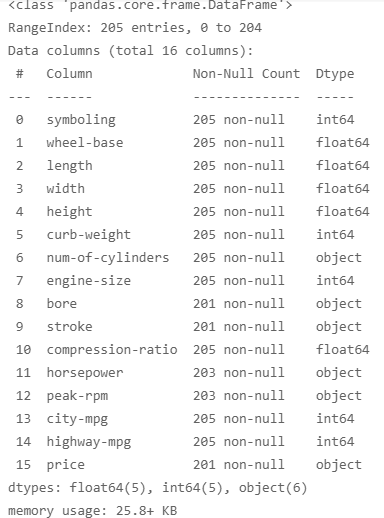 <class 'pandas.core.frame.DataFrame'>
RangeIndex: 205 entries, 0 to 204
Data columns (total 16 columns):
 #   Column             Non-Null Count  Dtype
---  ------             --------------  -----
 0   symboling          205 non-null    int64
 1   wheel-base         205 non-null    float64
 2   length             205 non-null    float64
 3   width              205 non-null    float64
 4   height             205 non-null    float64
 5   curb-weight        205 non-null    int64
 6   num-of-cylinders   205 non-null    object
 7   engine-size        205 non-null    int64
 8   bore               201 non-null    object
 9   stroke             201 non-null    object
 10  compression-ratio  205 non-null    float64
 11  horsepower         203 non-null    object
 12  peak-rpm           203 non-null    object
 13  city-mpg           205 non-null    int64
 14  highway-mpg        205 non-null    int64
 15  price              201 non-null    object
dtypes: float64(5), int64(5), object(6)
memory usage: 25.8+ KB